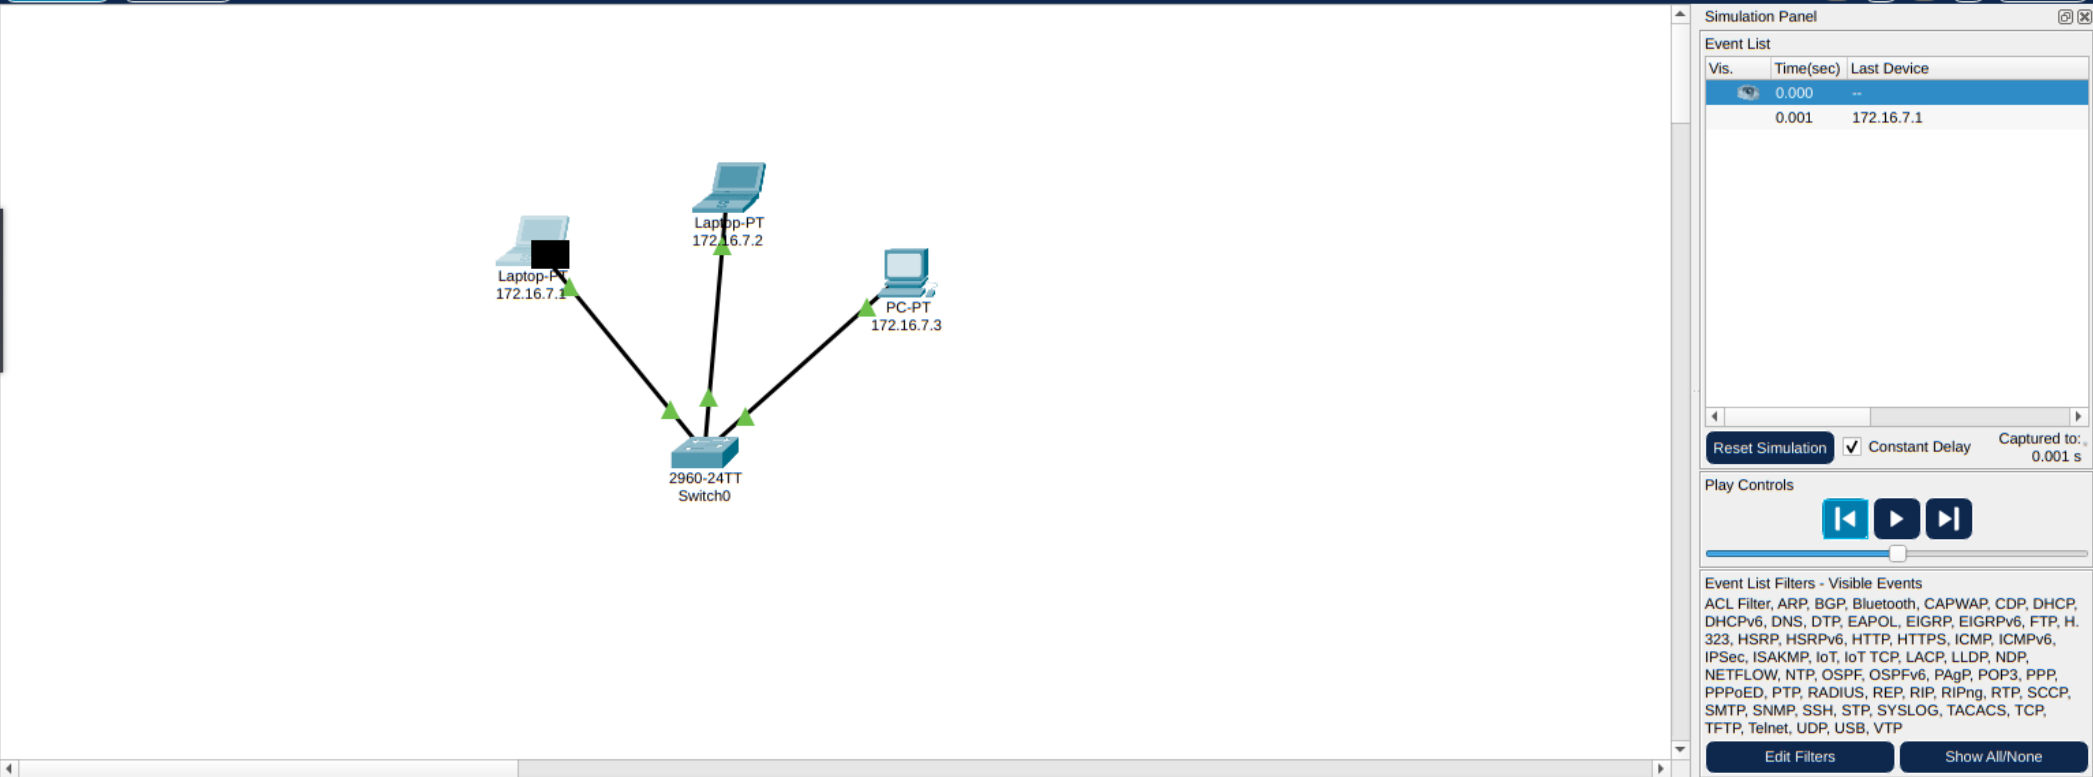 Laptop-PT
172.16.7.2
Laptop-PT
172.16.7.1
PC-PT
172.16.7.3
2960-24TT
Switch0
Simulation Panel
Event List
Vis. Time(sec) Last Device
0.000 --
0.001 172.16.7.1
Reset Simulation Constant Delay Captured to:
0.001 s
Play Controls
Event List Filters - Visible Events
ACL Filter, ARP, BGP, Bluetooth, CAPWAP, CDP, DHCP,
DHCPv6, DNS, DTP, EAPOL, EIGRP, EIGRPv6, FTP, H.
323, HSRP, HSRPv6, HTTP, HTTPS, ICMP, ICMPv6,
IPSec, ISAKMP, IoT, IoT TCP, LACP, LLDP, NDP,
NETFLOW, NTP, OSPF, OSPFv6, PAgP, POP3, PPP,
PPPoED, PTP, RADIUS, REP, RIP, RIPng, RTP, SCCP,
SMTP, SNMP, SSH, STP, SYSLOG, TACACS, TCP,
TFTP, Telnet, UDP, USB, VTP
Edit Filters Show All/None